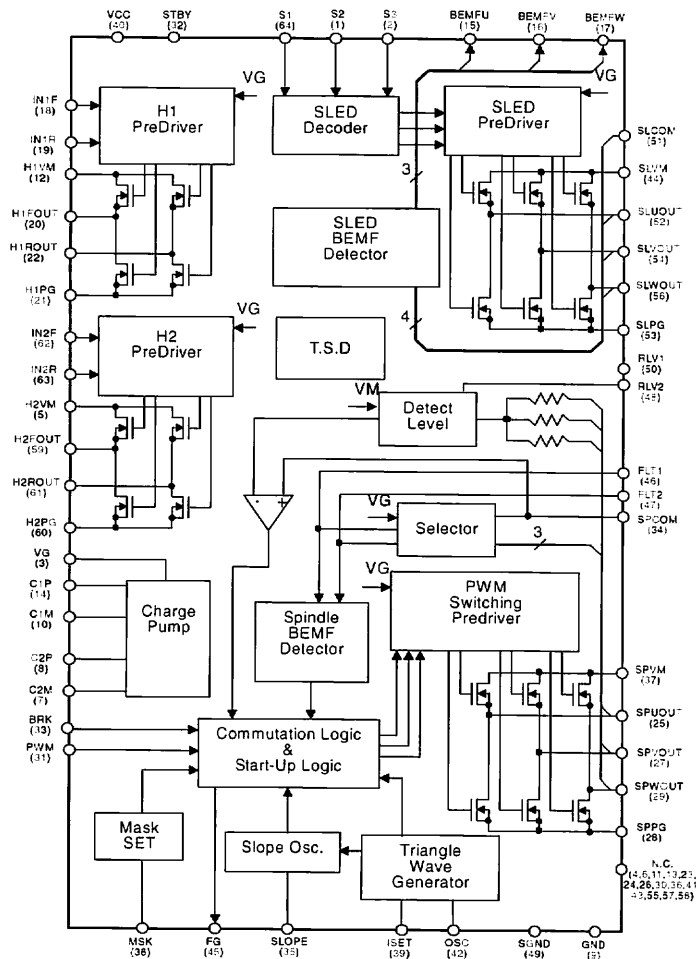 VCC
(40)
STBY
(32)
S1
(64)
S2
(1)
S3
(2)
BEMFU
(15)
BEMFV
(16)
BEMFW
(17)
IN1F
(18)
IN1R
(19)
H1VM
(12)
H1FOUT
(20)
H1ROUT
(22)
H1PG
(21)
H1
PreDriver
VG
SLED
Decoder
SLED
PreDriver
VG
3
SLED
BEMF
Detector
4
SLCOM
(51)
SLVM
(44)
SLUOUT
(52)
SLVOUT
(54)
SLWOUT
(56)
SLPG
(53)
RLV1
(50)
RLV2
(48)
IN2F
(62)
IN2R
(63)
H2VM
(5)
H2FOUT
(59)
H2ROUT
(61)
H2PG
(60)
H2
PreDriver
VG
T.S.D
VM
Detect
Level
-
+
VG
Selector
3
FLT1
(46)
FLT2
(47)
SPCOM
(34)
VG
(3)
C1P
(14)
C1M
(10)
C2P
(8)
C2M
(7)
Charge
Pump
Spindle
BEMF
Detector
VG
PWM
Switching
Predriver
SPVM
(37)
SPUOUT
(25)
SPVOUT
(27)
SPWOUT
(29)
SPPG
(28)
BRK
(33)
PWM
(31)
Commutation Logic
&
Start-Up Logic
Mask
SET
Slope Osc.
Triangle
Wave
Generator
N.C.
(4,6,11,13,23,
24,26,30,36,41
43,55,57,58)
MSK
(38)
FG
(45)
SLOPE
(35)
ISET
(39)
OSC
(42)
SGND
(49)
GND
(9)